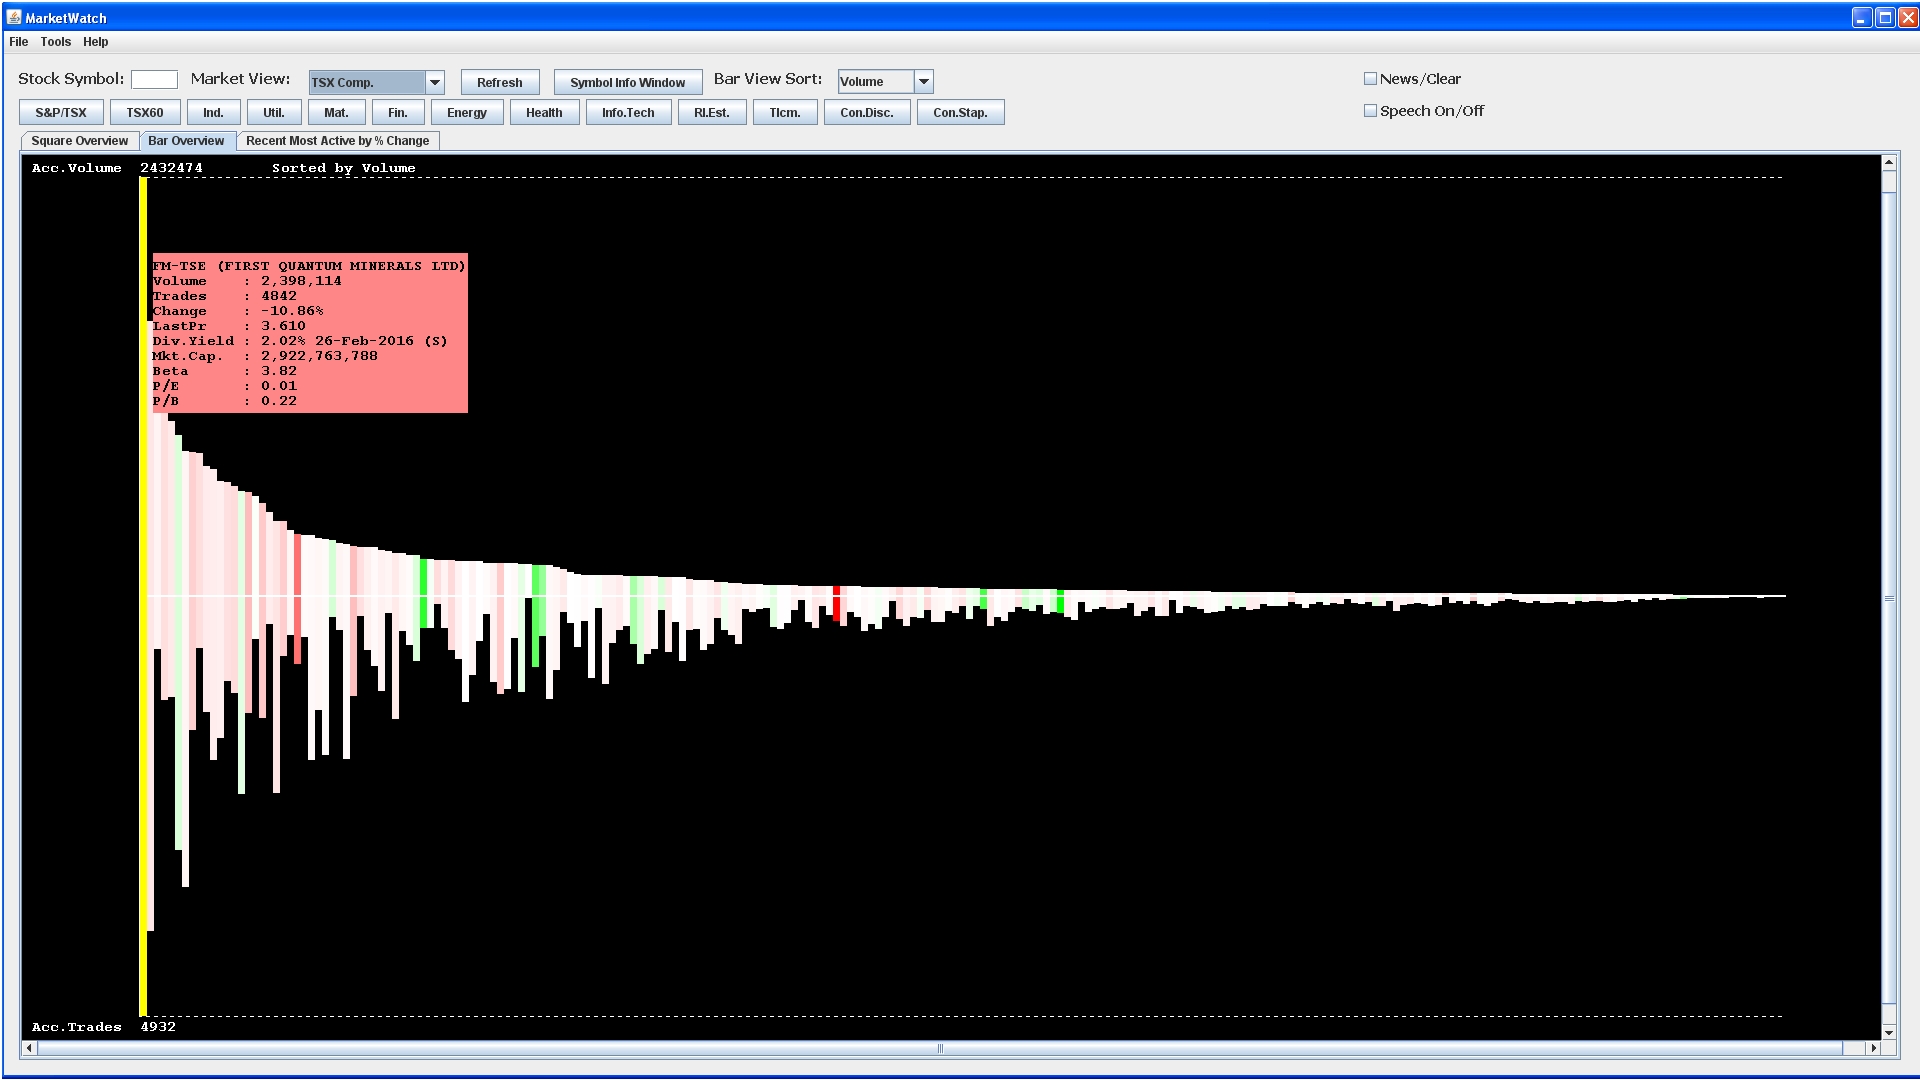 MarketWatch
File Tools Help
Stock Symbol: Market View: TSX Comp. Refresh Symbol Info Window Bar View Sort: Volume News/Clear
S&P/TSX TSX60 Ind. Util. Mat. Fin. Energy Health Info.Tech Rl.Est. Tlcm. Con.Disc. Con.Stap. Speech On/Off
Square Overview Bar Overview Recent Most Active by % Change
Acc.Volume 2432474 Sorted by Volume
FM-TSE (FIRST QUANTUM MINERALS LTD)
Volume : 2,398,114
Trades : 4842
Change : -10.86%
LastPr : 3.610
Div.Yield : 2.02% 26-Feb-2016 (S)
Mkt.Cap. : 2,922,763,788
Beta : 3.82
P/E : 0.01
P/B : 0.22
Acc.Trades 4932